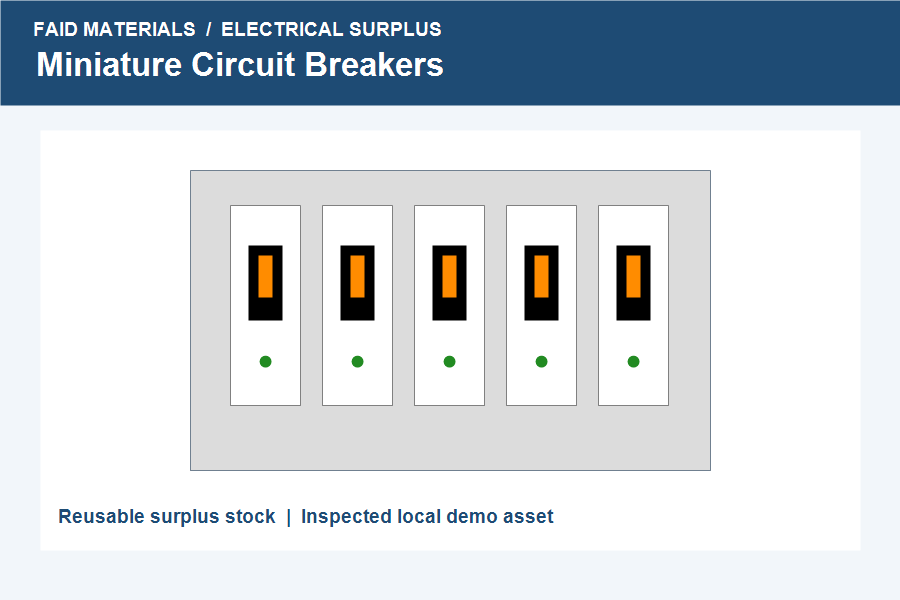 FAID MATERIALS / ELECTRICAL SURPLUS
Miniature Circuit Breakers
Reusable surplus stock | Inspected local demo asset